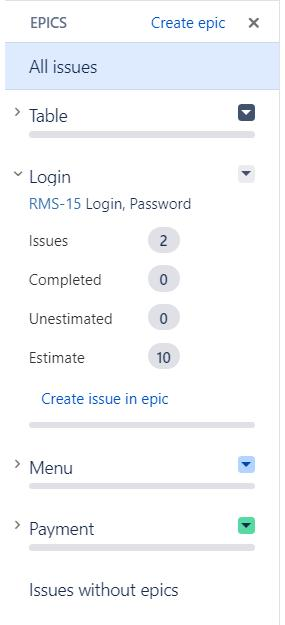 EPICS Create epic ×
All issues
Table
Login
RMS-15 Login, Password
Issues 2
Completed 0
Unestimated 0
Estimate 10
Create issue in epic
Menu
Payment
Issues without epics